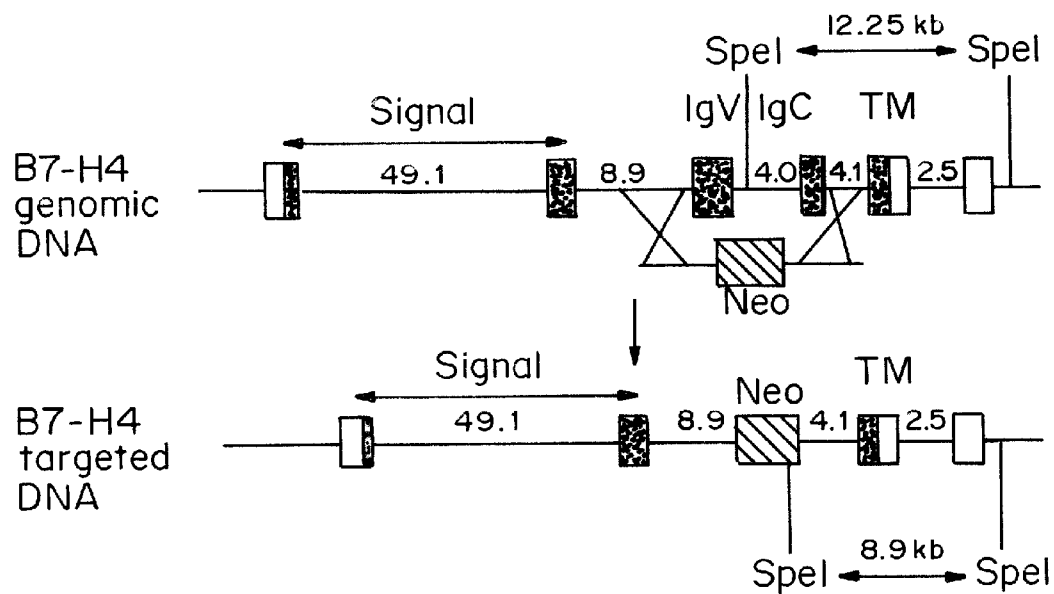 12.25 kb
SpeI SpeI
IgV IgC TM
Signal
B7-H4
genomic
DNA
49.1 8.9 4.0 4.1 2.5
Neo
Signal
Neo TM
B7-H4
targeted
DNA
49.1 8.9 4.1 2.5
SpeI 8.9 kb SpeI